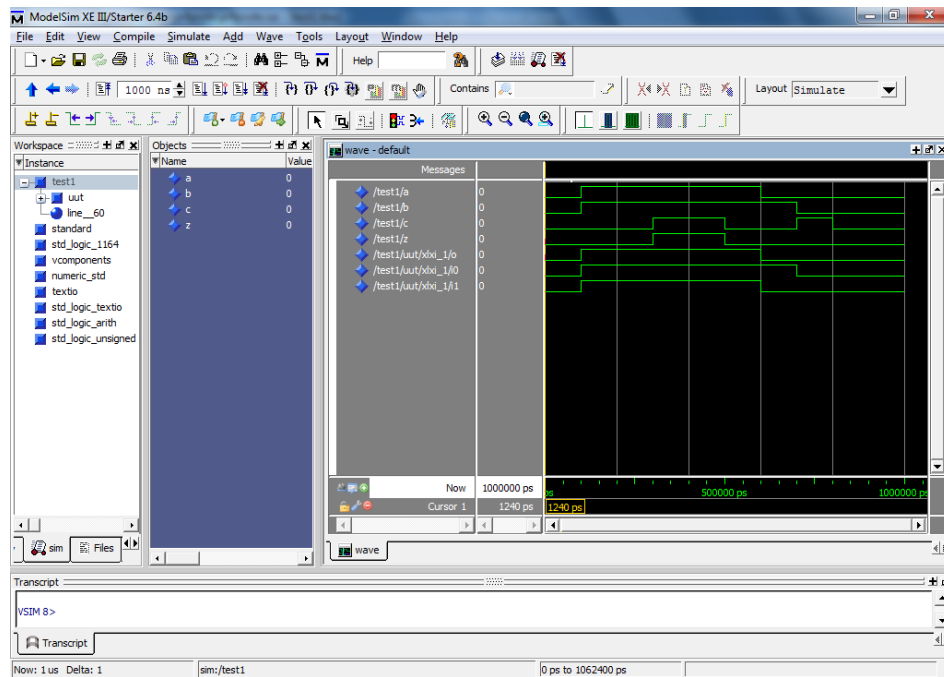 ModelSim XE III/Starter 6.4b
File Edit View Compile Simulate Add Wave Tools Layout Window Help
Help
1000 ns
Contains
Layout Simulate
Workspace
Instance
test1
uut
line__60
standard
std_logic_1164
vcomponents
numeric_std
textio
std_logic_textio
std_logic_arith
std_logic_unsigned
sim
Files
Objects
Name Value
a 0
b 0
c 0
z 0
wave - default
Messages
/test1/a 0
/test1/b 0
/test1/c 0
/test1/z 0
/test1/uut/xlxi_1/o 0
/test1/uut/xlxi_1/i0 0
/test1/uut/xlxi_1/i1 0
Now 1000000 ps ps 500000 ps 1000000 ps
Cursor 1 1240 ps 1240 ps
wave
Transcript
VSIM 8>
Transcript
Now: 1 us Delta: 1 sim:/test1 0 ps to 1062400 ps